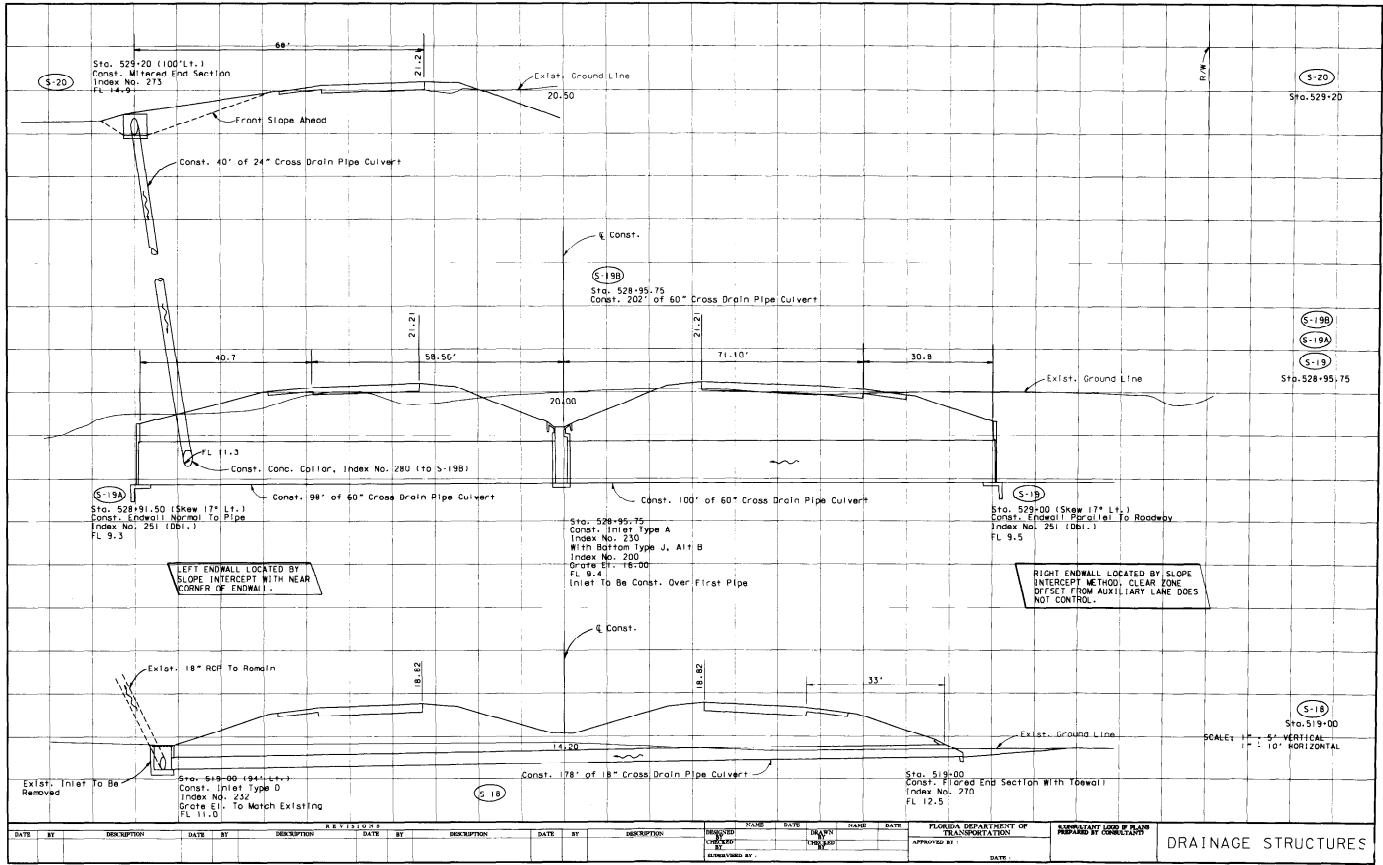 68'
Sta. 529+20 (100'Lt.)
Const. Mitered End Section
Index No. 273
FL 14.9
S-20
21.21
Exist. Ground Line
20.50
Front Slope Ahead
R/W
S-20
Sta.529+20
Const. 40' of 24" Cross Drain Pipe Culvert
℄ Const.
S-19B
Sta. 528+95.75
Const. 202' of 60" Cross Drain Pipe Culvert
21.21
21.21
S-19B
S-19A
S-19
Sta.528+95.75
40.7
58.56'
71.10'
30.8
Exist. Ground Line
20.00
FL 11.3
Const. Conc. Collar, Index No. 280 (to S-19B)
S-19A
Const. 98' of 60" Cross Drain Pipe Culvert
Const. 100' of 60" Cross Drain Pipe Culvert
S-19
Sta. 528+91.50 (Skew 17° Lt.)
Const. Endwall Normal To Pipe
Index No. 251 (Dbl.)
FL 9.3
Sta. 528+95.75
Const. Inlet Type A
Index No. 230
With Bottom Type J, Alt B
Index No. 200
Grate El. 16.00
FL 9.4
Inlet To Be Const. Over First Pipe
Sta. 529+00 (Skew 17° Lt.)
Const. Endwall Parallel To Roadway
Index No. 251 (Dbl.)
FL 9.5
LEFT ENDWALL LOCATED BY
SLOPE INTERCEPT WITH NEAR
CORNER OF ENDWALL.
RIGHT ENDWALL LOCATED BY SLOPE
INTERCEPT METHOD. CLEAR ZONE
OFFSET FROM AUXILIARY LANE DOES
NOT CONTROL.
℄ Const.
Exist. 18" RCP To Remain
18.82
18.82
33'
S-18
Sta.519+00
SCALE: 1" = 5' VERTICAL
1" = 10' HORIZONTAL
14.20
Exist. Ground Line
Exist. Inlet To Be
Removed
Sta. 519+00 (94' Lt.)
Const. Inlet Type D
Index No. 232
Grate El. To Match Existing
FL 11.0
S-18
Const. 178' of 18" Cross Drain Pipe Culvert
Sta. 519+00
Const. Flared End Section With Toewall
Index No. 270
FL 12.5
REVISIONS
DATE BY DESCRIPTION DATE BY DESCRIPTION DATE BY DESCRIPTION DATE BY DESCRIPTION
NAME DATE NAME DATE
DESIGNED BY DRAWN BY
CHECKED BY CHECKED BY
SUPERVISED BY :
FLORIDA DEPARTMENT OF
TRANSPORTATION
APPROVED BY :
DATE :
(CONSULTANT LOGO IF PLANS
PREPARED BY CONSULTANT)
DRAINAGE STRUCTURES